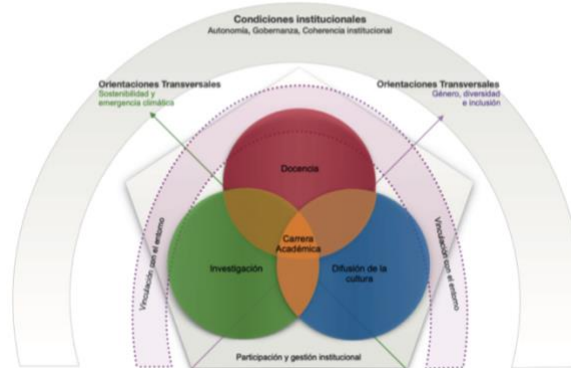 Condiciones institucionales
Autonomía, Gobernanza, Coherencia institucional
Orientaciones Transversales
Sostenibilidad y
emergencia climática
Orientaciones Transversales
Género, diversidad
e inclusión
Docencia
Vinculación con el entorno
Carrera
Académica
Investigación
Difusión de la
cultura
Vinculación con el entorno
Participación y gestión institucional